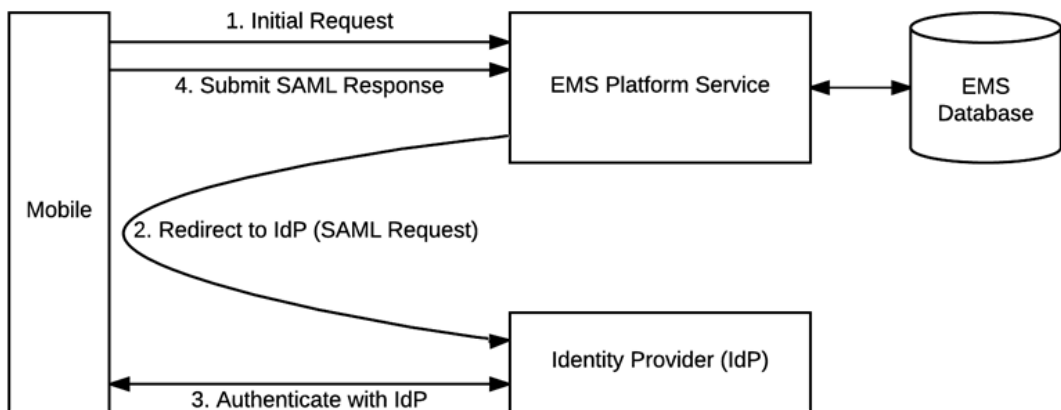 1. Initial Request
4. Submit SAML Response
EMS Platform Service
EMS
Database
Mobile
2. Redirect to IdP (SAML Request)
Identity Provider (IdP)
3. Authenticate with IdP